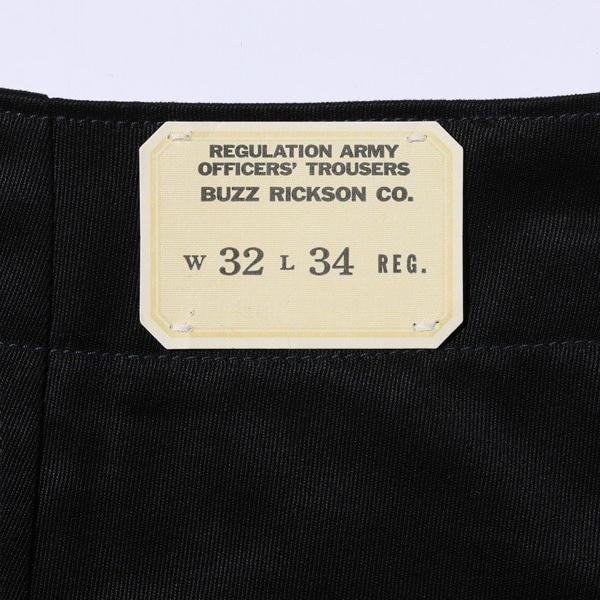 REGULATION ARMY
OFFICERS' TROUSERS
BUZZ RICKSON CO.
W 32 L 34 REG.